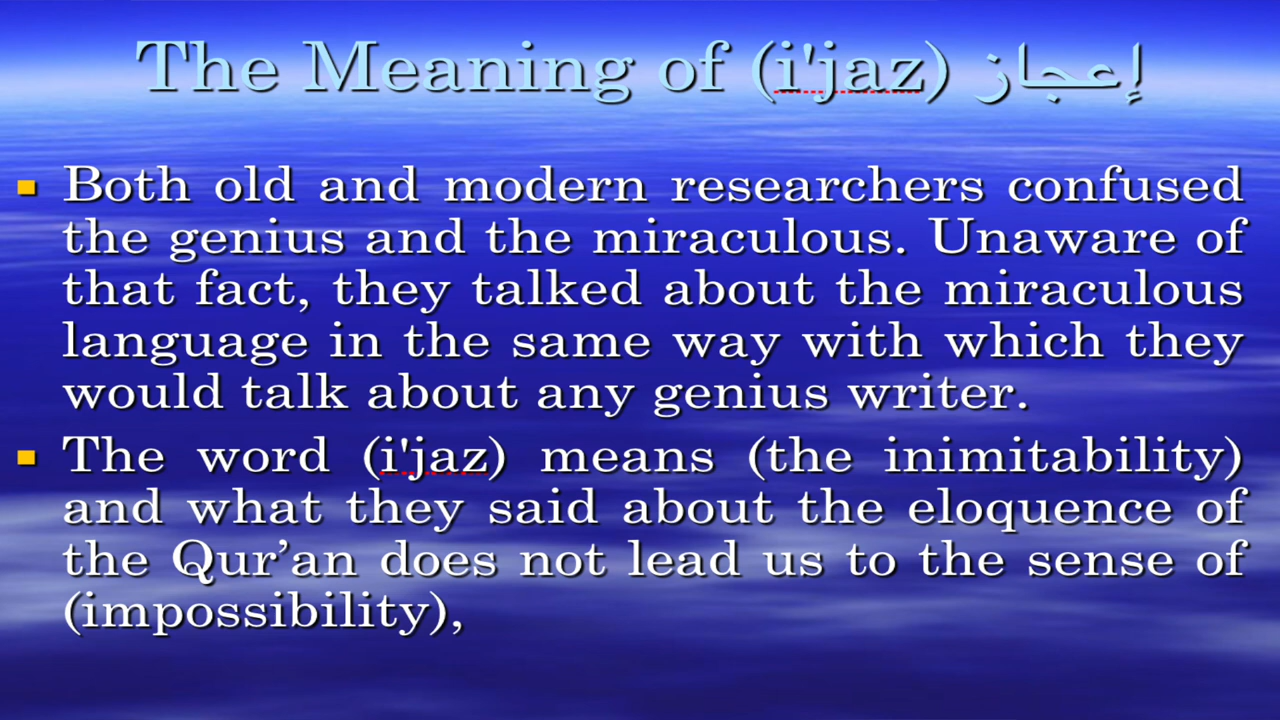 The Meaning of (i'jaz) إعجاز
Both old and modern researchers confused
the genius and the miraculous. Unaware of
that fact, they talked about the miraculous
language in the same way with which they
would talk about any genius writer.
The word (i'jaz) means (the inimitability)
and what they said about the eloquence of
the Qur’an does not lead us to the sense of
(impossibility),